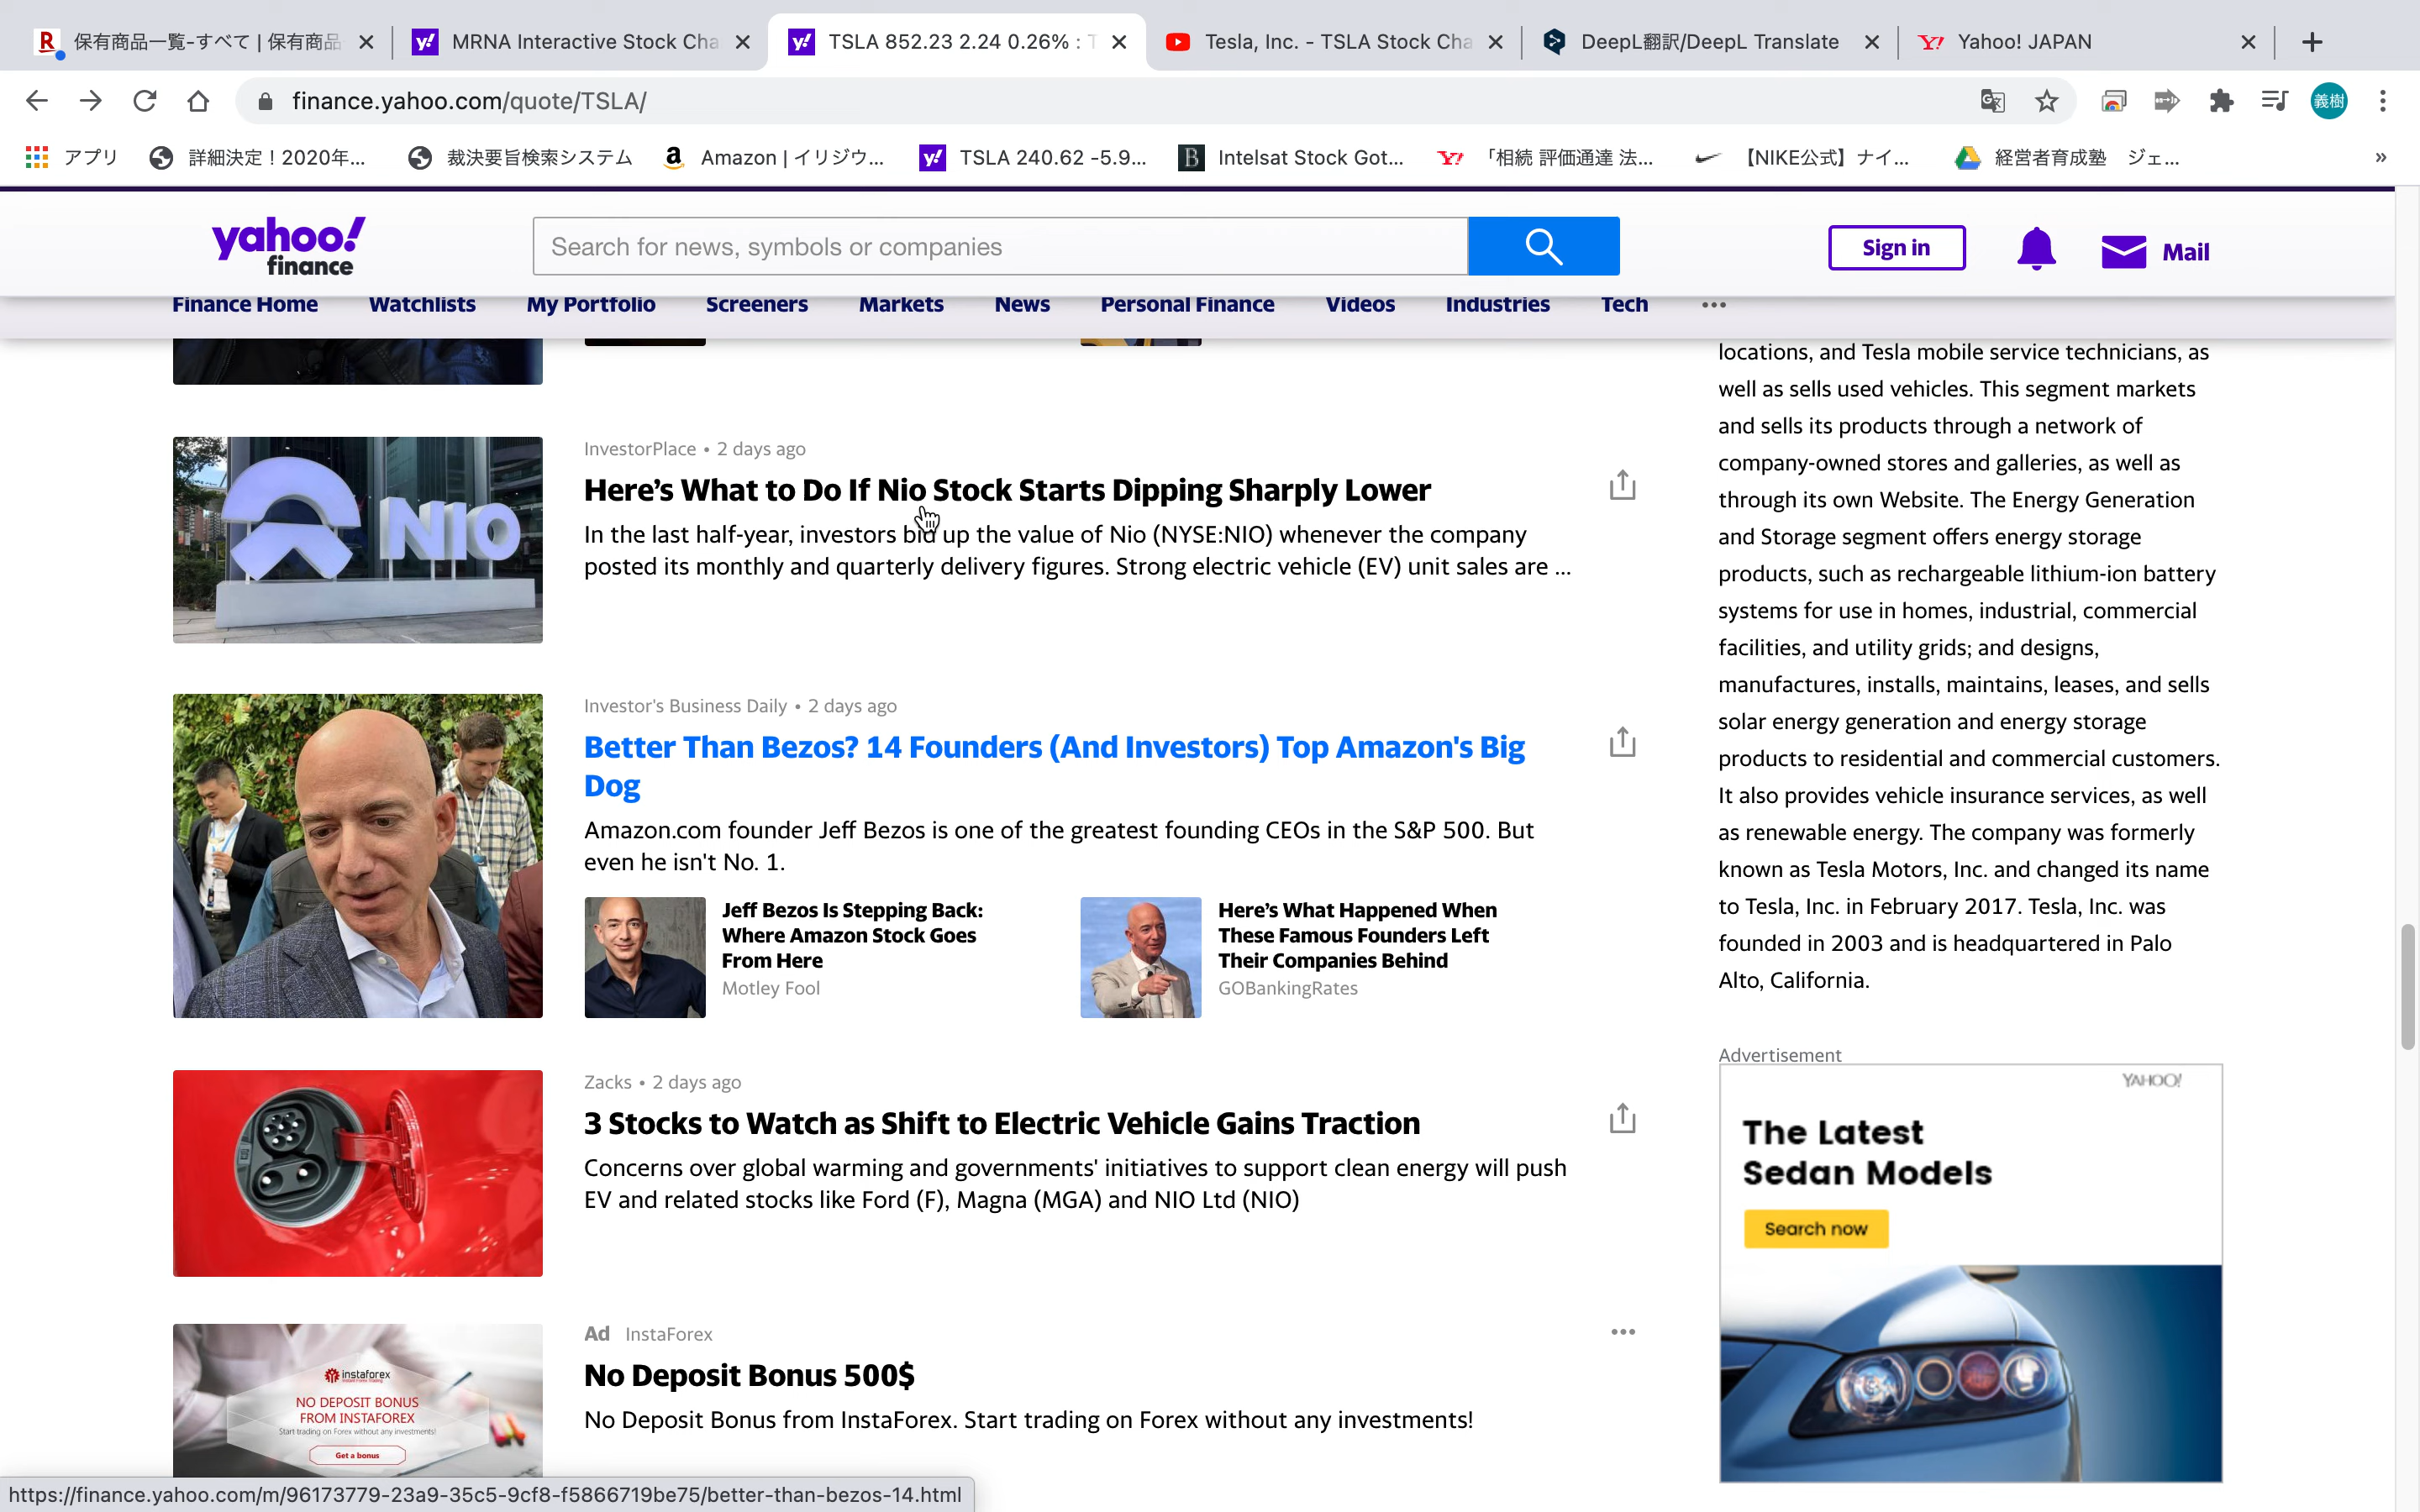 保有商品一覧-すべて | 保有商品
MRNA Interactive Stock Cha
TSLA 852.23 2.24 0.26% : T
Tesla, Inc. - TSLA Stock Cha
DeepL翻訳/DeepL Translate
Yahoo! JAPAN
finance.yahoo.com/quote/TSLA/
義樹
アプリ
詳細決定！2020年...
裁決要旨検索システム
Amazon | イリジウ...
TSLA 240.62 -5.9...
Intelsat Stock Got...
「相続 評価通達 法...
【NIKE公式】ナイ...
経営者育成塾 ジェ...
»
yahoo!
finance
Search for news, symbols or companies
Sign in
Mail
Finance Home
Watchlists
My Portfolio
Screeners
Markets
News
Personal Finance
Videos
Industries
Tech
NIO
InvestorPlace • 2 days ago
Here’s What to Do If Nio Stock Starts Dipping Sharply Lower
In the last half-year, investors bid up the value of Nio (NYSE:NIO) whenever the company
posted its monthly and quarterly delivery figures. Strong electric vehicle (EV) unit sales are ...
Investor's Business Daily • 2 days ago
Better Than Bezos? 14 Founders (And Investors) Top Amazon's Big
Dog
Amazon.com founder Jeff Bezos is one of the greatest founding CEOs in the S&P 500. But
even he isn't No. 1.
Jeff Bezos Is Stepping Back:
Where Amazon Stock Goes
From Here
Motley Fool
Here’s What Happened When
These Famous Founders Left
Their Companies Behind
GOBankingRates
Zacks • 2 days ago
3 Stocks to Watch as Shift to Electric Vehicle Gains Traction
Concerns over global warming and governments' initiatives to support clean energy will push
EV and related stocks like Ford (F), Magna (MGA) and NIO Ltd (NIO)
instaforex
Instant Forex Trading
NO DEPOSIT BONUS
FROM INSTAFOREX
Start trading on Forex without any investments!
Get a bonus
Ad InstaForex
No Deposit Bonus 500$
No Deposit Bonus from InstaForex. Start trading on Forex without any investments!
locations, and Tesla mobile service technicians, as
well as sells used vehicles. This segment markets
and sells its products through a network of
company-owned stores and galleries, as well as
through its own Website. The Energy Generation
and Storage segment offers energy storage
products, such as rechargeable lithium-ion battery
systems for use in homes, industrial, commercial
facilities, and utility grids; and designs,
manufactures, installs, maintains, leases, and sells
solar energy generation and energy storage
products to residential and commercial customers.
It also provides vehicle insurance services, as well
as renewable energy. The company was formerly
known as Tesla Motors, Inc. and changed its name
to Tesla, Inc. in February 2017. Tesla, Inc. was
founded in 2003 and is headquartered in Palo
Alto, California.
Advertisement
YAHOO!
The Latest
Sedan Models
Search now
https://finance.yahoo.com/m/96173779-23a9-35c5-9cf8-f5866719be75/better-than-bezos-14.html